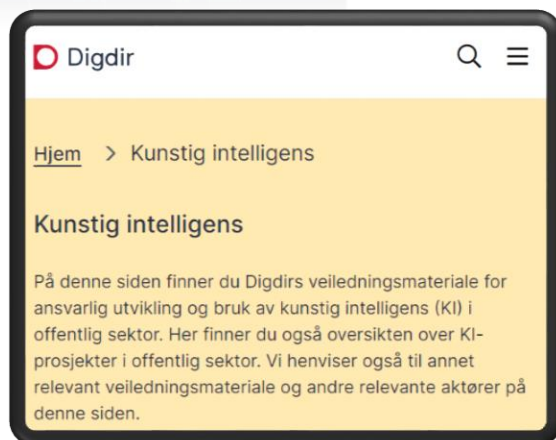 Digdir
Hjem > Kunstig intelligens
Kunstig intelligens
På denne siden finner du Digdirs veiledningsmateriale for
ansvarlig utvikling og bruk av kunstig intelligens (KI) i
offentlig sektor. Her finner du også oversikten over KI-
prosjekter i offentlig sektor. Vi henviser også til annet
relevant veiledningsmateriale og andre relevante aktører på
denne siden.